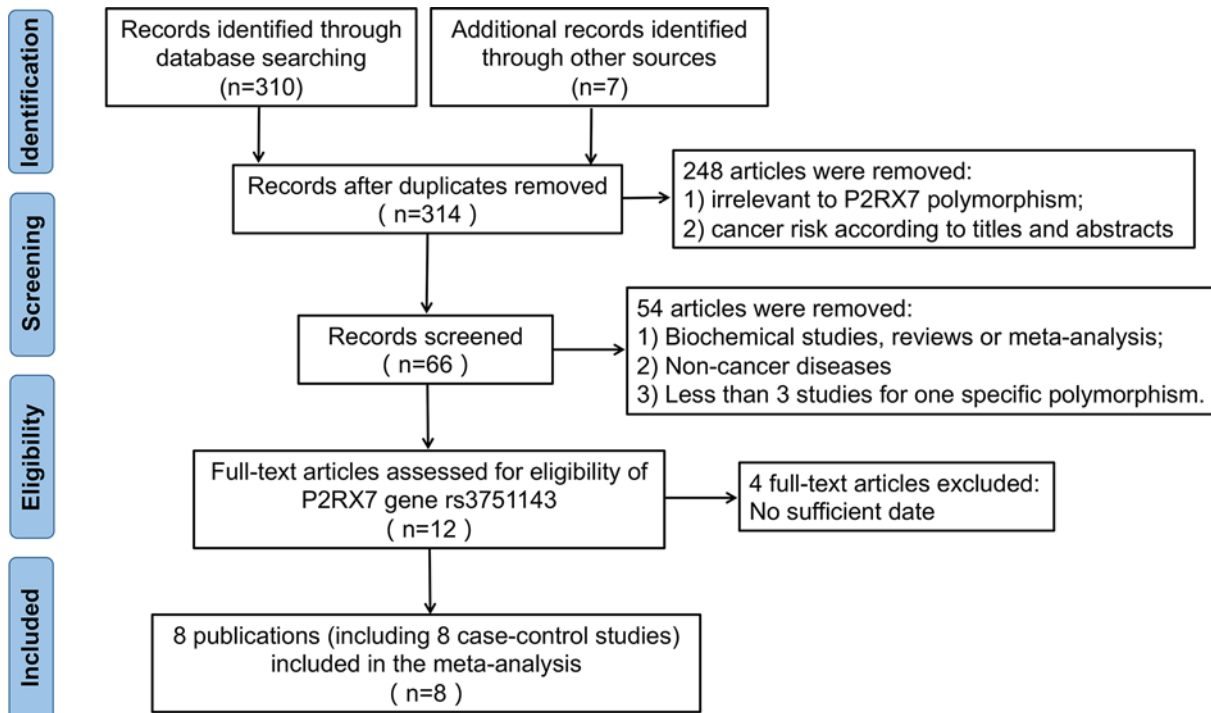 Identification
Records identified through
database searching
(n=310)
Additional records identified
through other sources
(n=7)
Records after duplicates removed
( n=314 )
248 articles were removed:
1) irrelevant to P2RX7 polymorphism;
2) cancer risk according to titles and abstracts
Screening
Records screened
( n=66 )
54 articles were removed:
1) Biochemical studies, reviews or meta-analysis;
2) Non-cancer diseases
3) Less than 3 studies for one specific polymorphism.
Eligibility
Full-text articles assessed for eligibility of
P2RX7 gene rs3751143
( n=12 )
4 full-text articles excluded:
No sufficient date
Included
8 publications (including 8 case-control studies)
included in the meta-analysis
( n=8 )